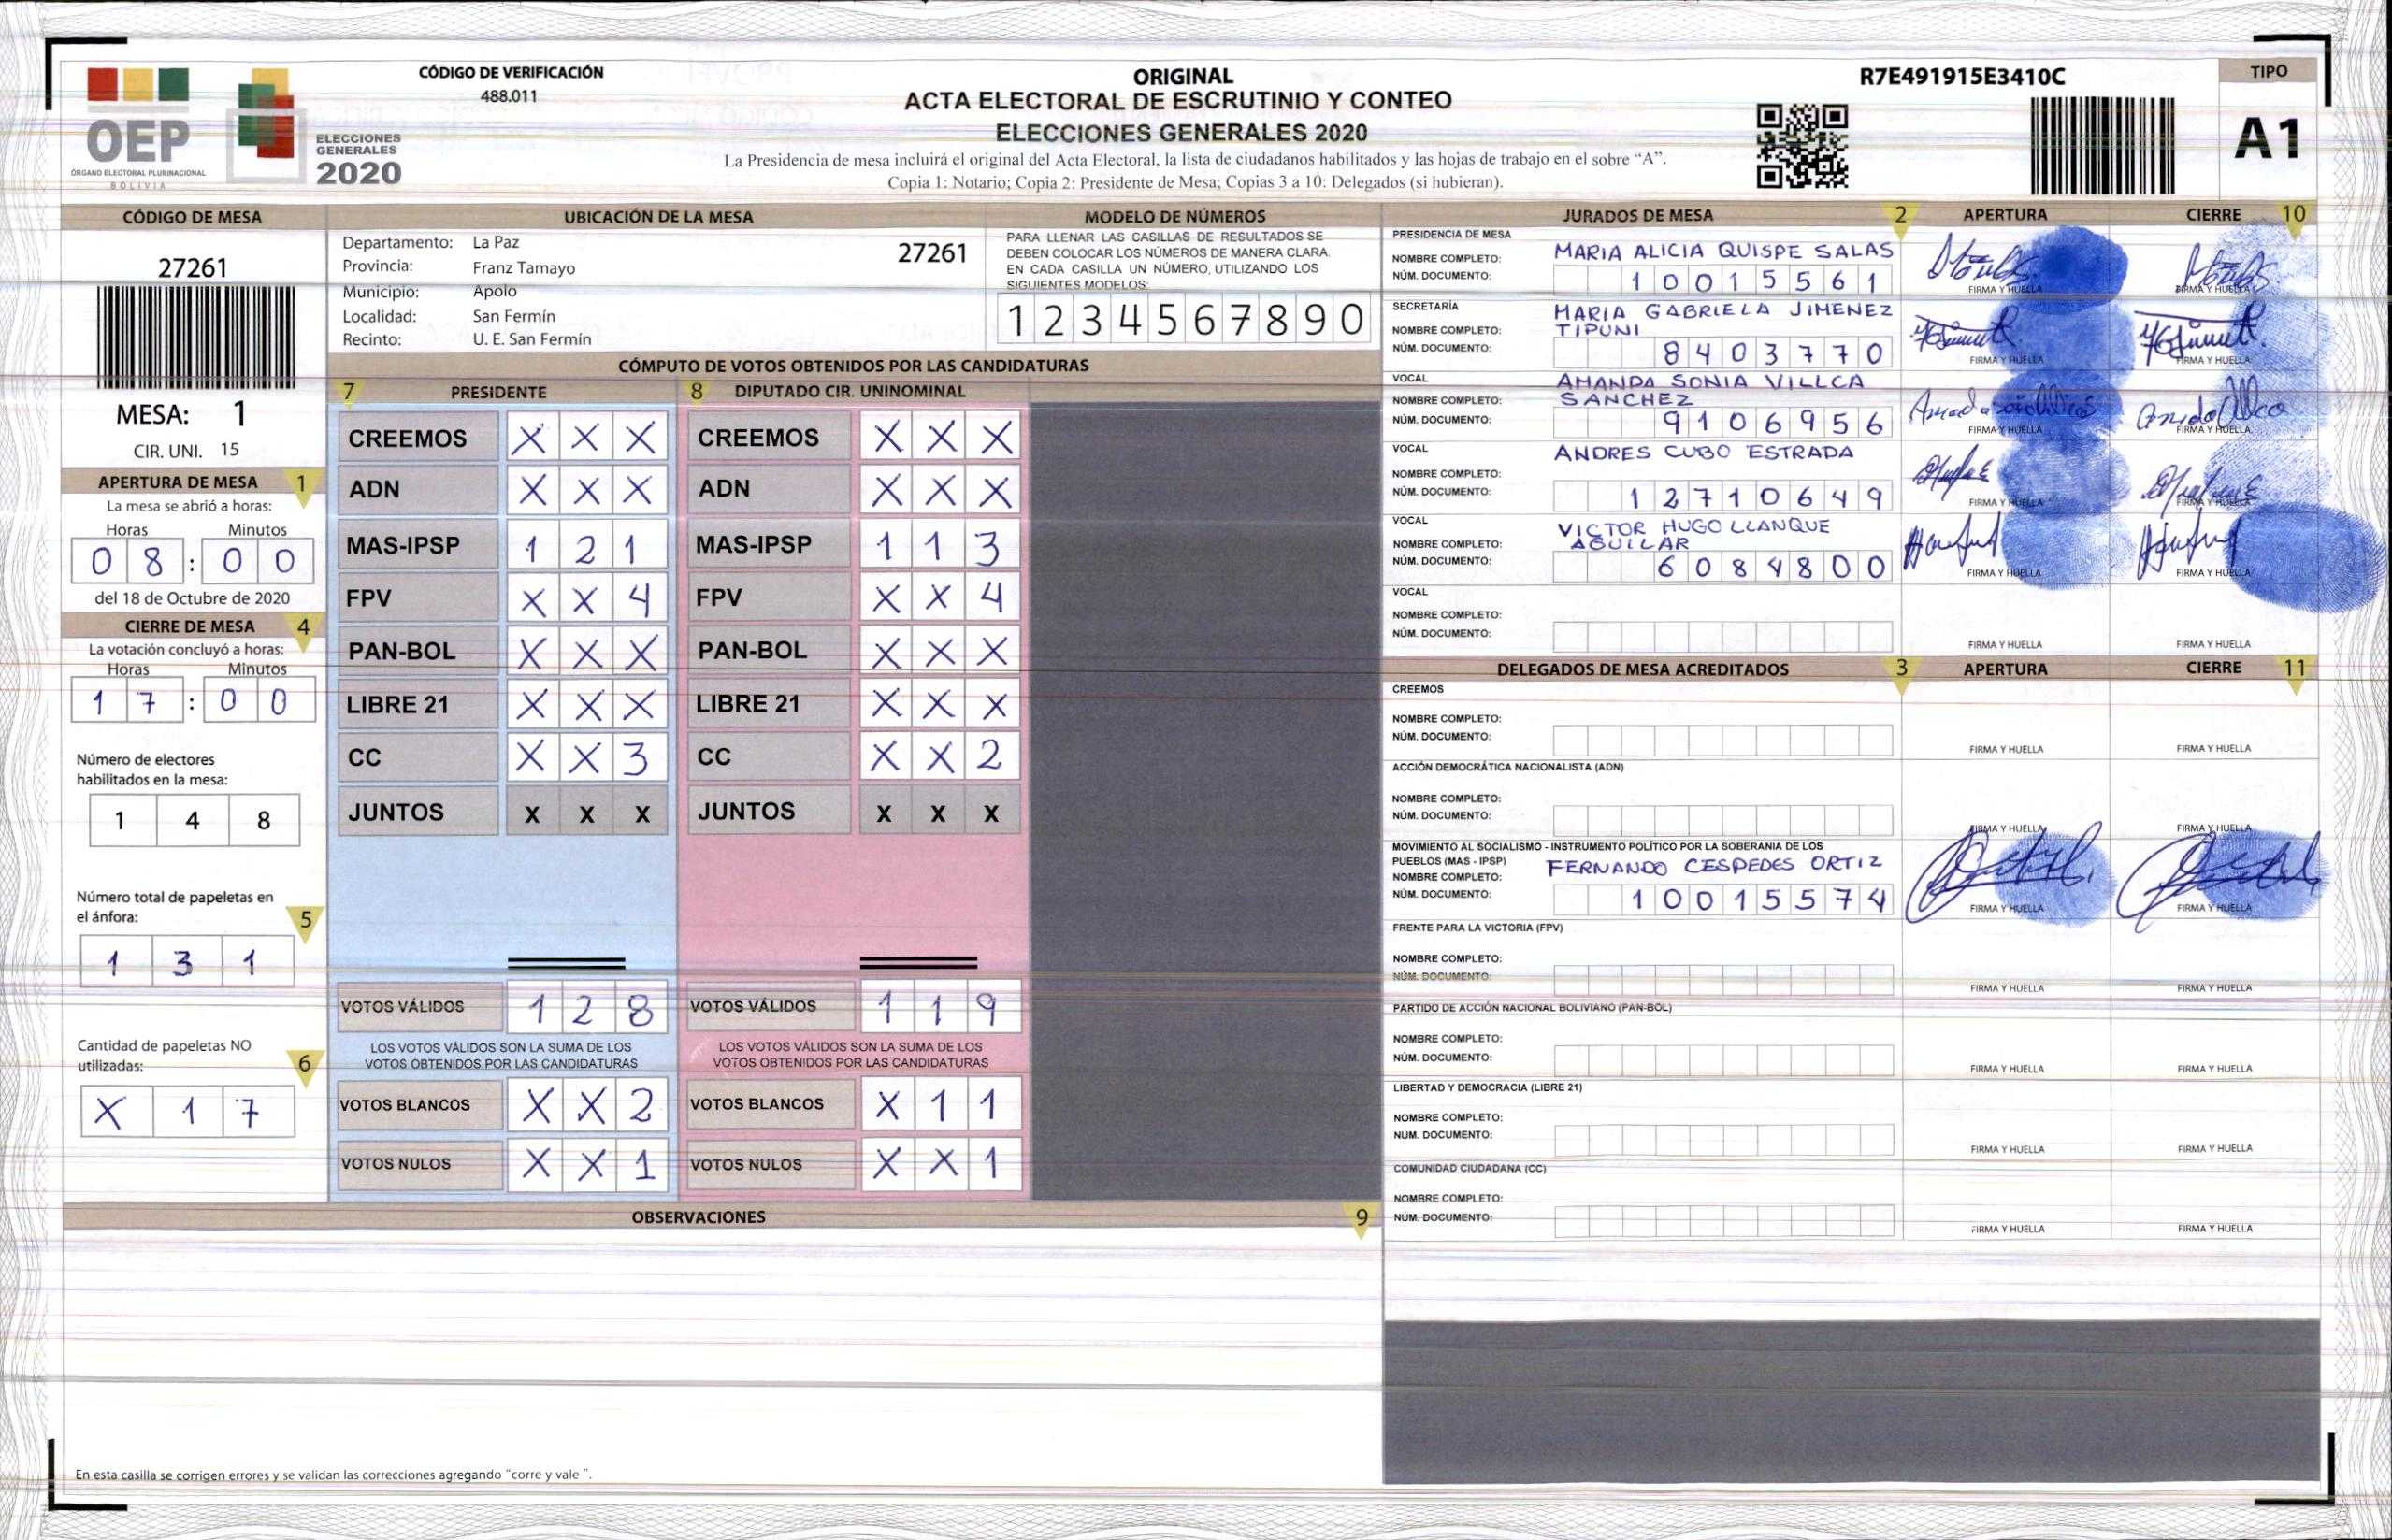 CÓDIGO DE VERIFICACIÓN
488.011
ORIGINAL
ACTA ELECTORAL DE ESCRUTINIO Y CONTEO
ELECCIONES GENERALES 2020
La Presidencia de mesa incluirá el original del Acta Electoral, la lista de ciudadanos habilitados y las hojas de trabajo en el sobre “A”.
Copia 1: Notario; Copia 2: Presidente de Mesa; Copias 3 a 10: Delegados (si hubieran).
R7E491915E3410C
TIPO
A1
OEP
ÓRGANO ELECTORAL PLURINACIONAL
BOLIVIA
ELECCIONES
GENERALES
2020
CÓDIGO DE MESA
27261
MESA: 1
CIR. UNI. 15
APERTURA DE MESA 1
La mesa se abrió a horas:
Horas Minutos
0 8 : 0 0
del 18 de Octubre de 2020
CIERRE DE MESA 4
La votación concluyó a horas:
Horas Minutos
1 7 : 0 0
Número de electores
habilitados en la mesa:
1 4 8
Número total de papeletas en
el ánfora: 5
1 3 1
Cantidad de papeletas NO
utilizadas: 6
X 1 7
UBICACIÓN DE LA MESA
Departamento: La Paz 27261
Provincia: Franz Tamayo
Municipio: Apolo
Localidad: San Fermín
Recinto: U. E. San Fermín
MODELO DE NÚMEROS
PARA LLENAR LAS CASILLAS DE RESULTADOS SE
DEBEN COLOCAR LOS NÚMEROS DE MANERA CLARA.
EN CADA CASILLA UN NÚMERO, UTILIZANDO LOS
SIGUIENTES MODELOS:
1 2 3 4 5 6 7 8 9 0
CÓMPUTO DE VOTOS OBTENIDOS POR LAS CANDIDATURAS
7 PRESIDENTE 8 DIPUTADO CIR. UNINOMINAL
CREEMOS X X X CREEMOS X X X
ADN X X X ADN X X X
MAS-IPSP 1 2 1 MAS-IPSP 1 1 3
FPV X X 4 FPV X X 4
PAN-BOL X X X PAN-BOL X X X
LIBRE 21 X X X LIBRE 21 X X X
CC X X 3 CC X X 2
JUNTOS X X X JUNTOS X X X
VOTOS VÁLIDOS 1 2 8 VOTOS VÁLIDOS 1 1 9
LOS VOTOS VÁLIDOS SON LA SUMA DE LOS LOS VOTOS VÁLIDOS SON LA SUMA DE LOS
VOTOS OBTENIDOS POR LAS CANDIDATURAS VOTOS OBTENIDOS POR LAS CANDIDATURAS
VOTOS BLANCOS X X 2 VOTOS BLANCOS X 1 1
VOTOS NULOS X X 1 VOTOS NULOS X X 1
OBSERVACIONES 9
En esta casilla se corrigen errores y se validan las correcciones agregando “corre y vale ”.
JURADOS DE MESA 2 APERTURA CIERRE 10
PRESIDENCIA DE MESA
NOMBRE COMPLETO: MARIA ALICIA QUISPE SALAS
NÚM. DOCUMENTO: 1 0 0 1 5 5 6 1
FIRMA Y HUELLA FIRMA Y HUELLA
SECRETARÍA
NOMBRE COMPLETO: MARIA GABRIELA JIMENEZ
TIPUNI
NÚM. DOCUMENTO: 8 4 0 3 7 7 0
FIRMA Y HUELLA FIRMA Y HUELLA
VOCAL
NOMBRE COMPLETO: AMANDA SONIA VILLCA
SANCHEZ
NÚM. DOCUMENTO: 9 1 0 6 9 5 6
FIRMA Y HUELLA FIRMA Y HUELLA
VOCAL
NOMBRE COMPLETO: ANDRES CUBO ESTRADA
NÚM. DOCUMENTO: 1 2 7 1 0 6 4 9
FIRMA Y HUELLA FIRMA Y HUELLA
VOCAL
NOMBRE COMPLETO: VICTOR HUGO LLANQUE
AGUILAR
NÚM. DOCUMENTO: 6 0 8 4 8 0 0
FIRMA Y HUELLA FIRMA Y HUELLA
VOCAL
NOMBRE COMPLETO:
NÚM. DOCUMENTO:
FIRMA Y HUELLA FIRMA Y HUELLA
DELEGADOS DE MESA ACREDITADOS 3 APERTURA CIERRE 11
CREEMOS
NOMBRE COMPLETO:
NÚM. DOCUMENTO:
FIRMA Y HUELLA FIRMA Y HUELLA
ACCIÓN DEMOCRÁTICA NACIONALISTA (ADN)
NOMBRE COMPLETO:
NÚM. DOCUMENTO:
FIRMA Y HUELLA FIRMA Y HUELLA
MOVIMIENTO AL SOCIALISMO - INSTRUMENTO POLÍTICO POR LA SOBERANIA DE LOS
PUEBLOS (MAS - IPSP)
NOMBRE COMPLETO: FERNANDO CESPEDES ORTIZ
NÚM. DOCUMENTO: 1 0 0 1 5 5 7 4
FIRMA Y HUELLA FIRMA Y HUELLA
FRENTE PARA LA VICTORIA (FPV)
NOMBRE COMPLETO:
NÚM. DOCUMENTO:
FIRMA Y HUELLA FIRMA Y HUELLA
PARTIDO DE ACCIÓN NACIONAL BOLIVIANO (PAN-BOL)
NOMBRE COMPLETO:
NÚM. DOCUMENTO:
FIRMA Y HUELLA FIRMA Y HUELLA
LIBERTAD Y DEMOCRACIA (LIBRE 21)
NOMBRE COMPLETO:
NÚM. DOCUMENTO:
FIRMA Y HUELLA FIRMA Y HUELLA
COMUNIDAD CIUDADANA (CC)
NOMBRE COMPLETO:
NÚM. DOCUMENTO:
FIRMA Y HUELLA FIRMA Y HUELLA